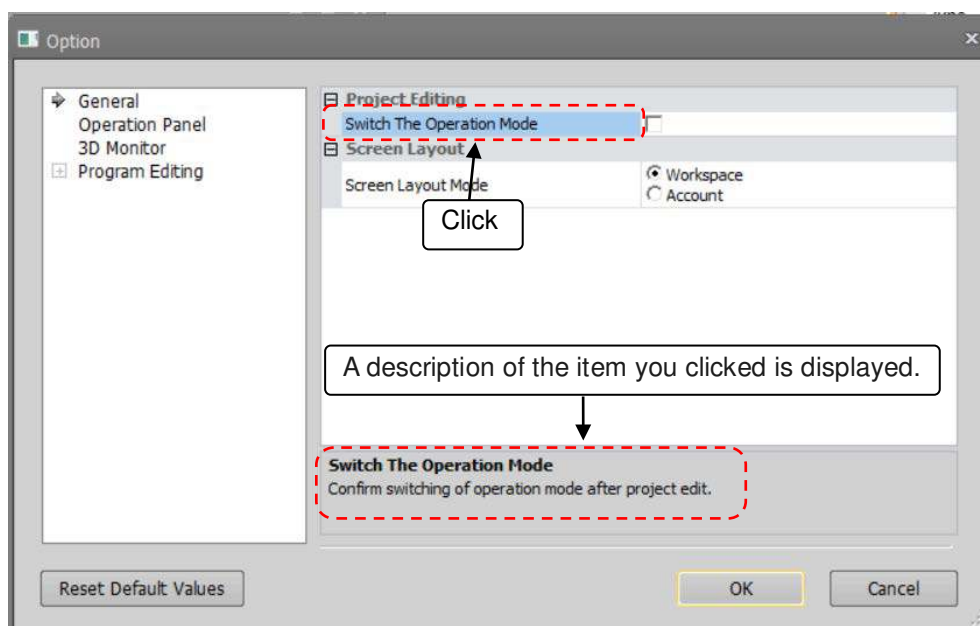 Option
General
Operation Panel
3D Monitor
Program Editing
Project Editing
Switch The Operation Mode
Screen Layout
Screen Layout Mode
Workspace
Account
Click
A description of the item you clicked is displayed.
Switch The Operation Mode
Confirm switching of operation mode after project edit.
Reset Default Values
OK
Cancel